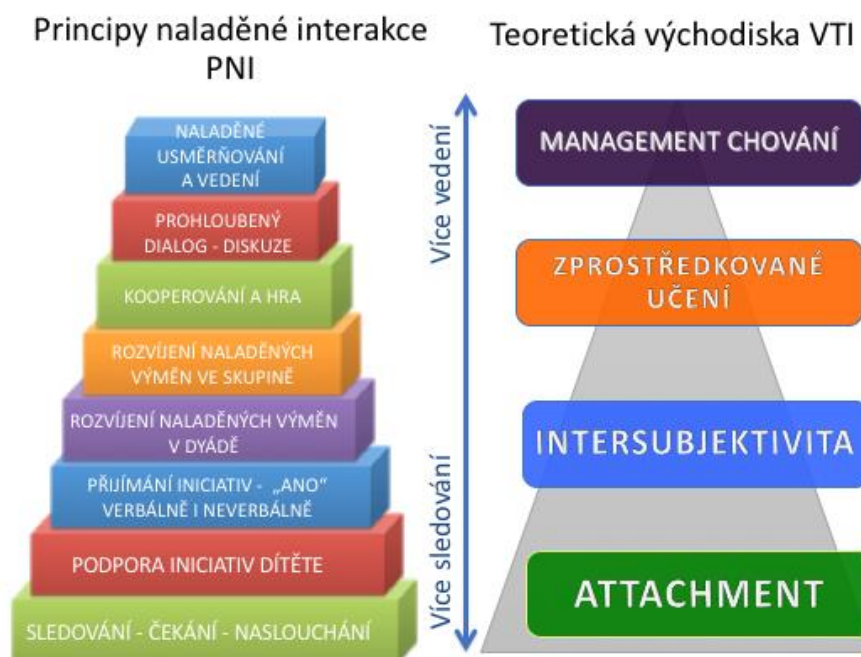 Principy naladěné interakce
PNI
NALADĚNÉ
USMĚRŇOVÁNÍ
A VEDENÍ
PROHLOUBENÝ
DIALOG - DISKUZE
KOOPEROVÁNÍ A HRA
ROZVÍJENÍ NALADĚNÝCH
VÝMĚN VE SKUPINĚ
ROZVÍJENÍ NALADĚNÝCH VÝMĚN
V DYÁDĚ
PŘIJÍMÁNÍ INICIATIV - „ANO“
VERBÁLNĚ I NEVERBÁLNĚ
PODPORA INICIATIV DÍTĚTE
SLEDOVÁNÍ - ČEKÁNÍ - NASLOUCHÁNÍ
Více vedení
Více sledování
Teoretická východiska VTI
MANAGEMENT CHOVÁNÍ
ZPROSTŘEDKOVANÉ
UČENÍ
INTERSUBJEKTIVITA
ATTACHMENT